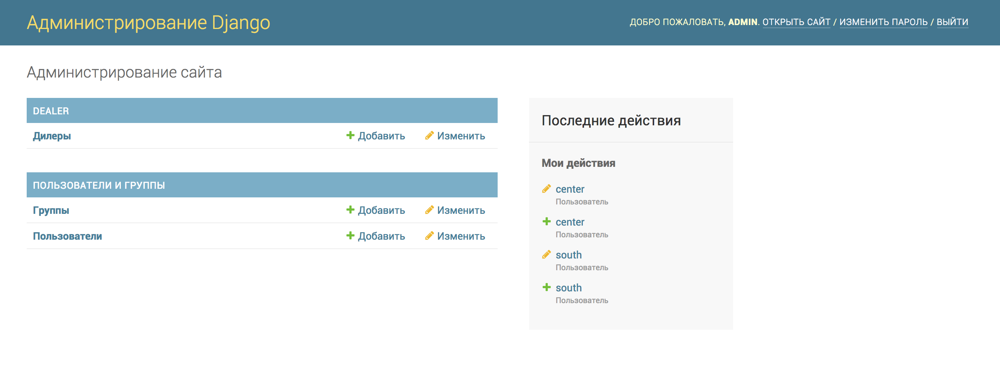 Администрирование Django
ДОБРО ПОЖАЛОВАТЬ, ADMIN. ОТКРЫТЬ САЙТ / ИЗМЕНИТЬ ПАРОЛЬ / ВЫЙТИ
Администрирование сайта
DEALER
Дилеры Добавить Изменить
ПОЛЬЗОВАТЕЛИ И ГРУППЫ
Группы Добавить Изменить
Пользователи Добавить Изменить
Последние действия
Мои действия
center
Пользователь
center
Пользователь
south
Пользователь
south
Пользователь